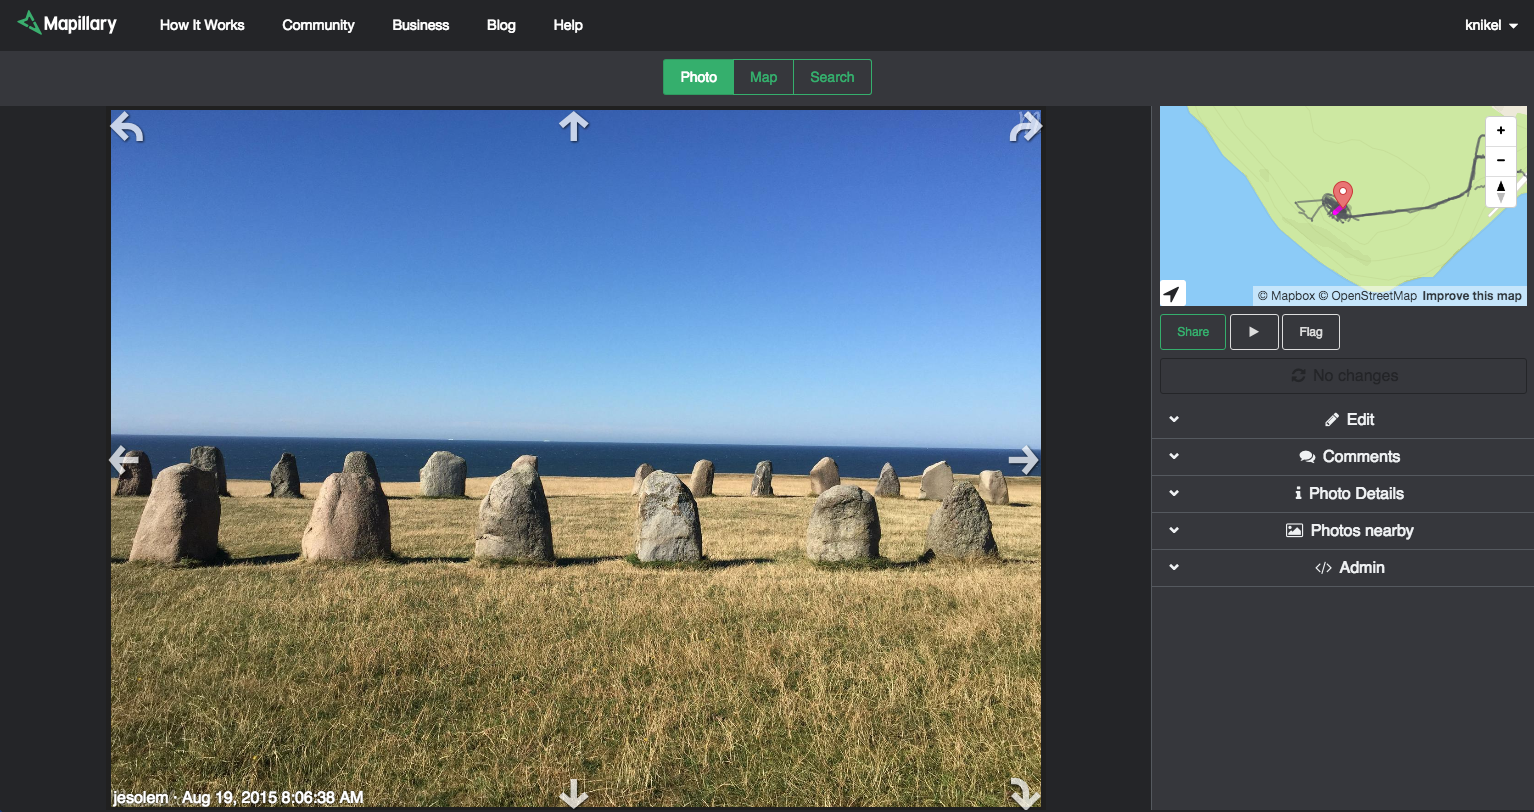 Mapillary How It Works Community Business Blog Help knikel
Photo Map Search
+
−
© Mapbox © OpenStreetMap Improve this map
Share Flag
No changes
Edit
Comments
Photo Details
Photos nearby
</> Admin
jesolem · Aug 19, 2015 8:06:38 AM